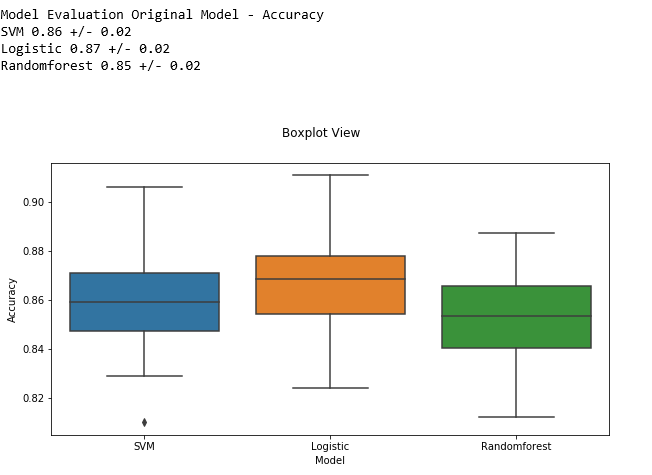 Model Evaluation Original Model - Accuracy
SVM 0.86 +/- 0.02
Logistic 0.87 +/- 0.02
Randomforest 0.85 +/- 0.02
Boxplot View
0.90
0.88
0.86
0.84
0.82
Accuracy
SVM Logistic Randomforest
Model